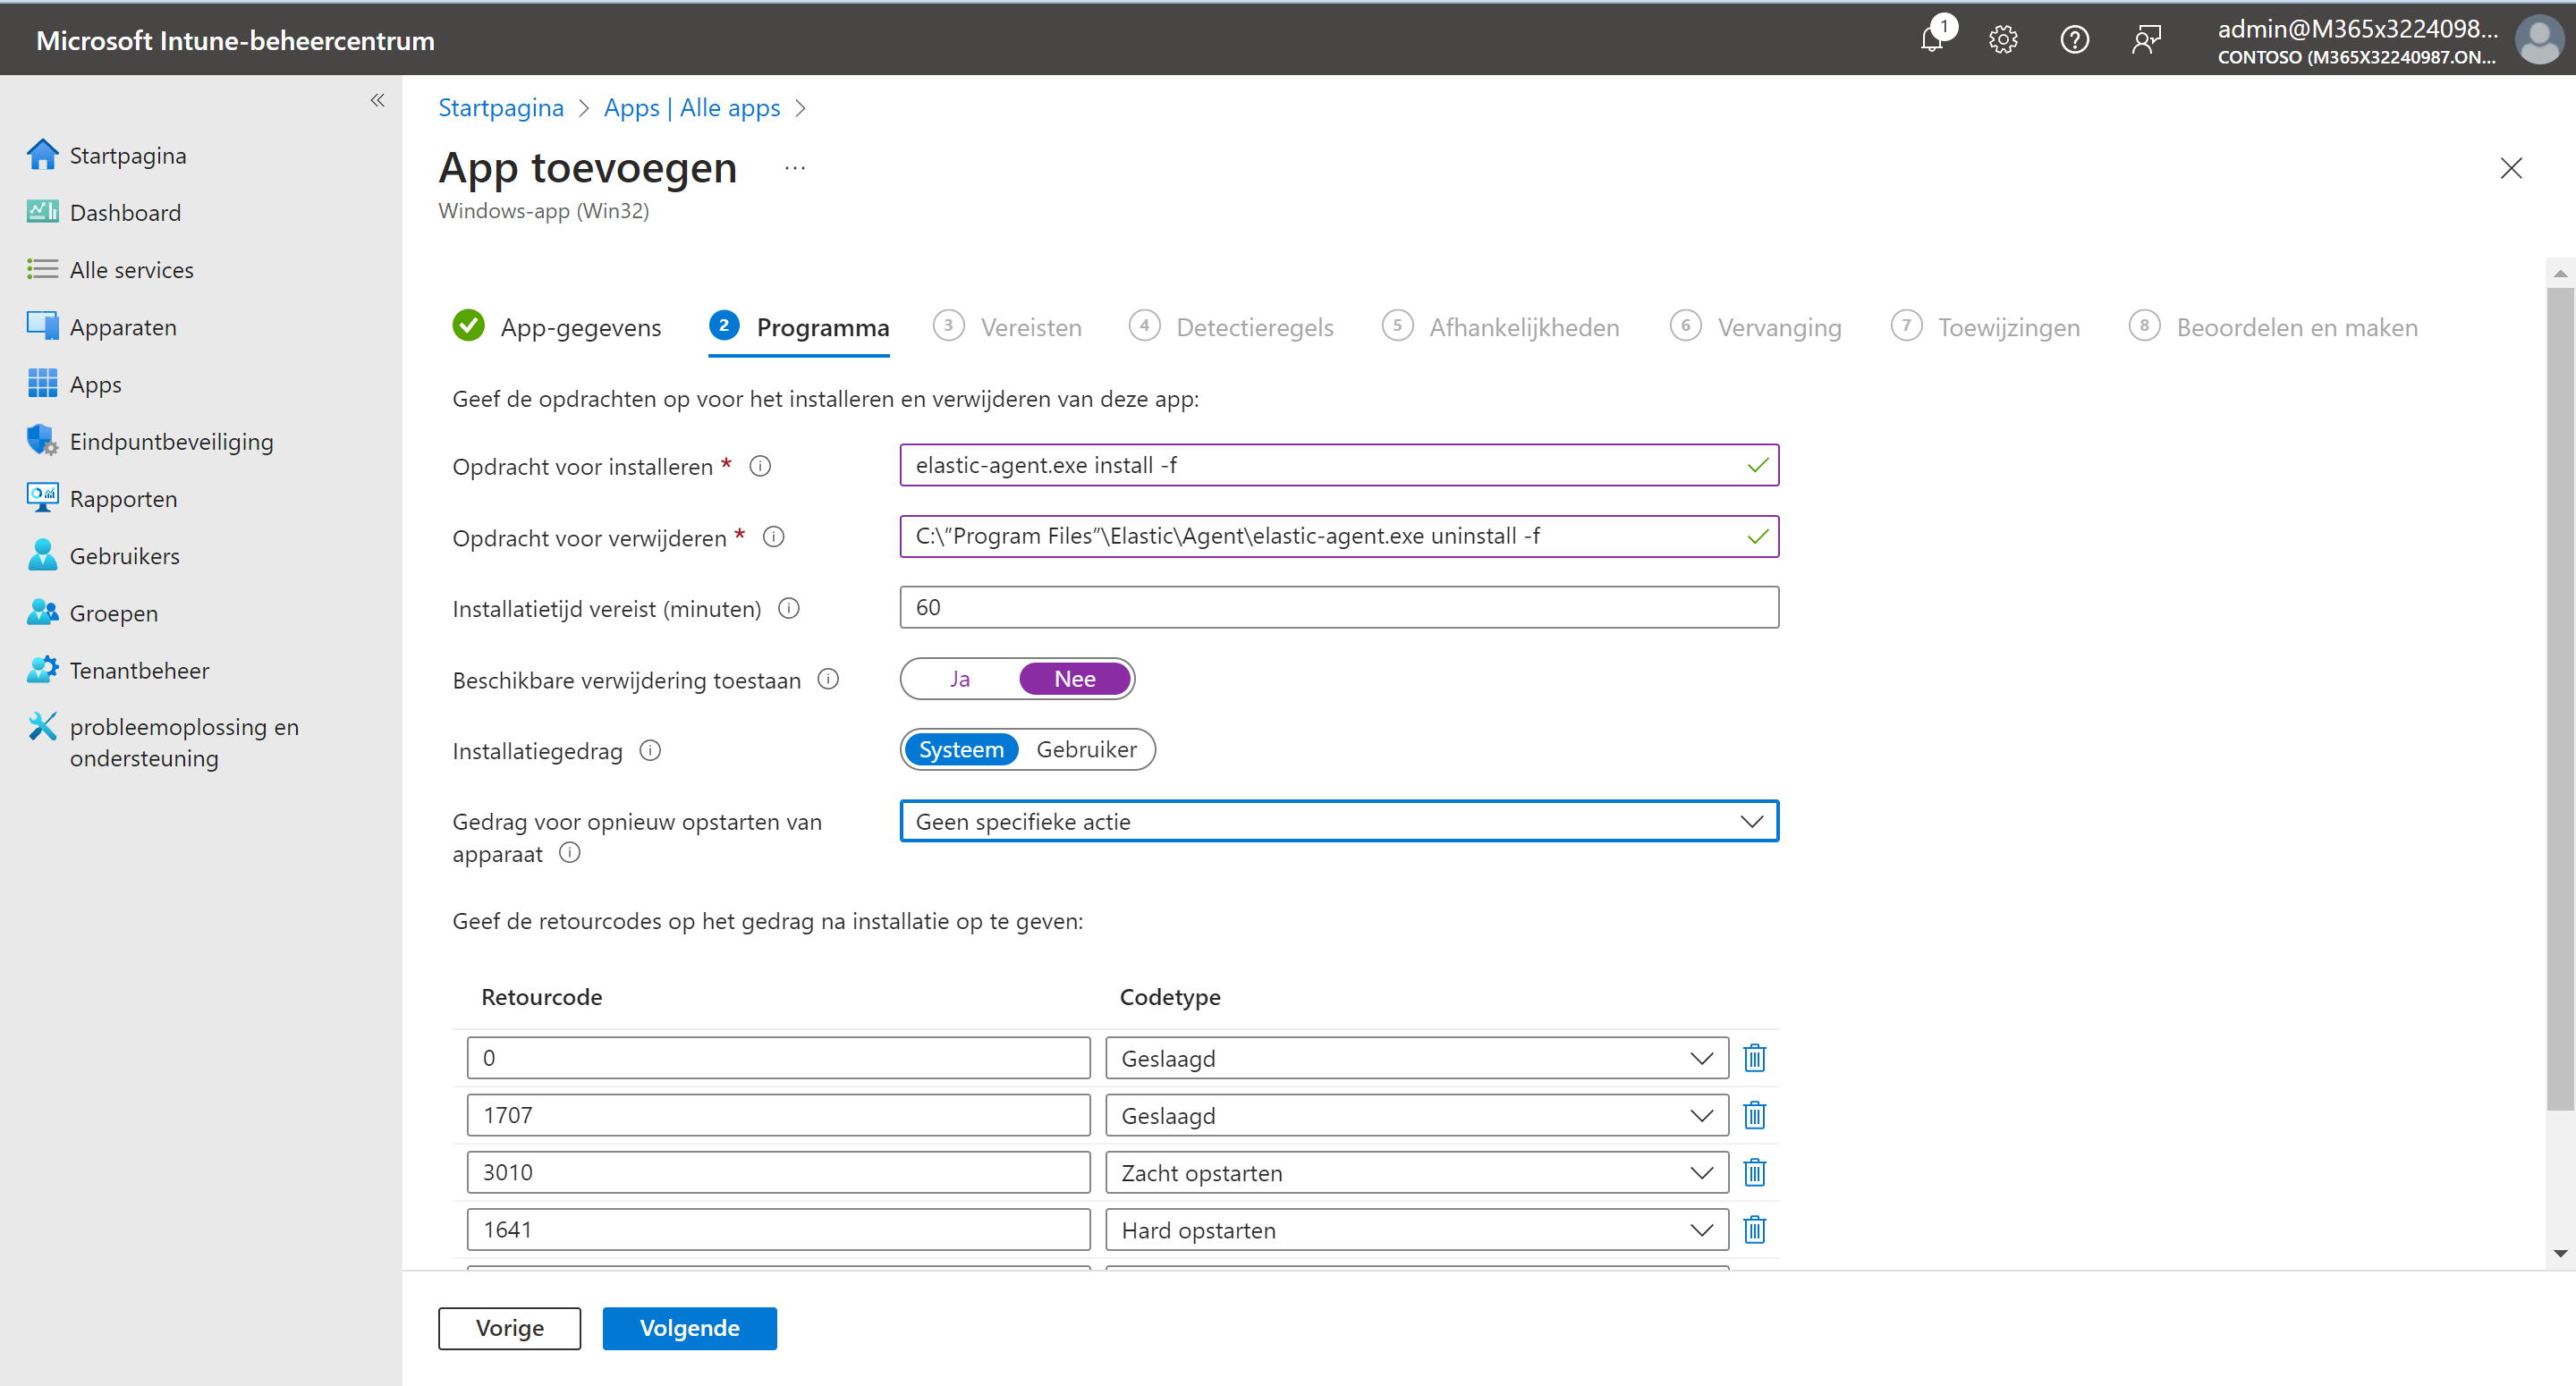 Microsoft Intune-beheercentrum
1
admin@M365x3224098...
CONTOSO (M365X32240987.ON...
Startpagina
Dashboard
Alle services
Apparaten
Apps
Eindpuntbeveiliging
Rapporten
Gebruikers
Groepen
Tenantbeheer
probleemoplossing en
ondersteuning
Startpagina > Apps | Alle apps >
App toevoegen ...
Windows-app (Win32)
App-gegevens 2 Programma 3 Vereisten 4 Detectieregels 5 Afhankelijkheden 6 Vervanging 7 Toewijzingen 8 Beoordelen en maken
Geef de opdrachten op voor het installeren en verwijderen van deze app:
Opdracht voor installeren * elastic-agent.exe install -f
Opdracht voor verwijderen * C:\”Program Files”\Elastic\Agent\elastic-agent.exe uninstall -f
Installatietijd vereist (minuten) 60
Beschikbare verwijdering toestaan Ja Nee
Installatiegedrag Systeem Gebruiker
Gedrag voor opnieuw opstarten van
apparaat
Geen specifieke actie
Geef de retourcodes op het gedrag na installatie op te geven:
Retourcode Codetype
0 Geslaagd
1707 Geslaagd
3010 Zacht opstarten
1641 Hard opstarten
Vorige Volgende